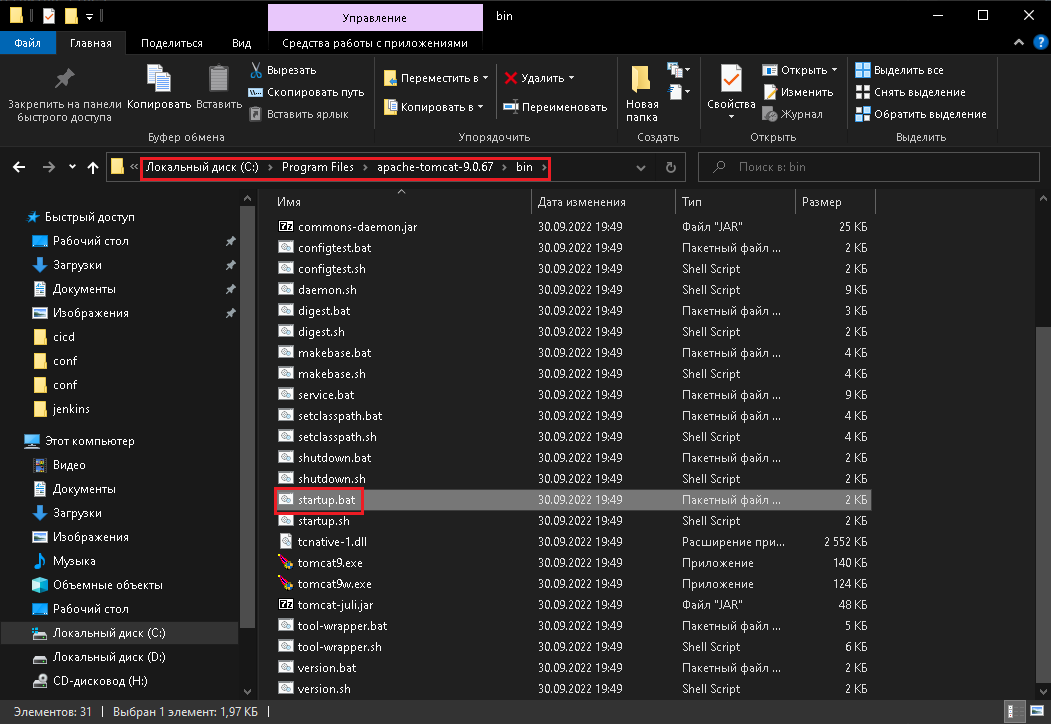 Управление
bin
Файл
Главная
Поделиться
Вид
Средства работы с приложениями
Закрепить на панели быстрого доступа
Копировать
Вставить
Вырезать
Скопировать путь
Вставить ярлык
Буфер обмена
Переместить в
Копировать в
Удалить
Переименовать
Упорядочить
Новая папка
Создать
Свойства
Открыть
Изменить
Журнал
Открыть
Выделить все
Снять выделение
Обратить выделение
Выделить
« Локальный диск (C:) › Program Files › apache-tomcat-9.0.67 › bin ›
Поиск в: bin
Быстрый доступ
Рабочий стол
Загрузки
Документы
Изображения
cicd
conf
conf
jenkins
Этот компьютер
Видео
Документы
Загрузки
Изображения
Музыка
Объемные объекты
Рабочий стол
Локальный диск (C:)
Локальный диск (D:)
CD-дисковод (H:)
Имя Дата изменения Тип Размер
commons-daemon.jar 30.09.2022 19:49 Файл "JAR" 25 КБ
configtest.bat 30.09.2022 19:49 Пакетный файл ... 2 КБ
configtest.sh 30.09.2022 19:49 Shell Script 2 КБ
daemon.sh 30.09.2022 19:49 Shell Script 9 КБ
digest.bat 30.09.2022 19:49 Пакетный файл ... 3 КБ
digest.sh 30.09.2022 19:49 Shell Script 2 КБ
makebase.bat 30.09.2022 19:49 Пакетный файл ... 4 КБ
makebase.sh 30.09.2022 19:49 Shell Script 4 КБ
service.bat 30.09.2022 19:49 Пакетный файл ... 9 КБ
setclasspath.bat 30.09.2022 19:49 Пакетный файл ... 4 КБ
setclasspath.sh 30.09.2022 19:49 Shell Script 4 КБ
shutdown.bat 30.09.2022 19:49 Пакетный файл ... 2 КБ
shutdown.sh 30.09.2022 19:49 Shell Script 2 КБ
startup.bat 30.09.2022 19:49 Пакетный файл ... 2 КБ
startup.sh 30.09.2022 19:49 Shell Script 2 КБ
tcnative-1.dll 30.09.2022 19:49 Расширение при... 2 552 КБ
tomcat9.exe 30.09.2022 19:49 Приложение 140 КБ
tomcat9w.exe 30.09.2022 19:49 Приложение 124 КБ
tomcat-juli.jar 30.09.2022 19:49 Файл "JAR" 48 КБ
tool-wrapper.bat 30.09.2022 19:49 Пакетный файл ... 5 КБ
tool-wrapper.sh 30.09.2022 19:49 Shell Script 6 КБ
version.bat 30.09.2022 19:49 Пакетный файл ... 2 КБ
version.sh 30.09.2022 19:49 Shell Script 2 КБ
Элементов: 31 | Выбран 1 элемент: 1,97 КБ |